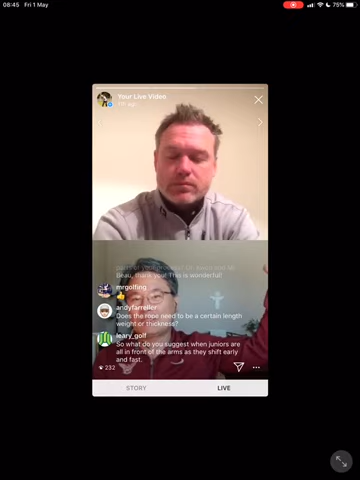 08:45 Fri 1 May
75%
Your Live Video
11h ago
Beau, thank you! This is wonderful!
mrgolfing
andyfarreller
Does the rope need to be a certain length
weight or thickness?
leary_golf
So what do you suggest when juniors are
all in front of the arms as they shift early
and fast.
232
STORY
LIVE